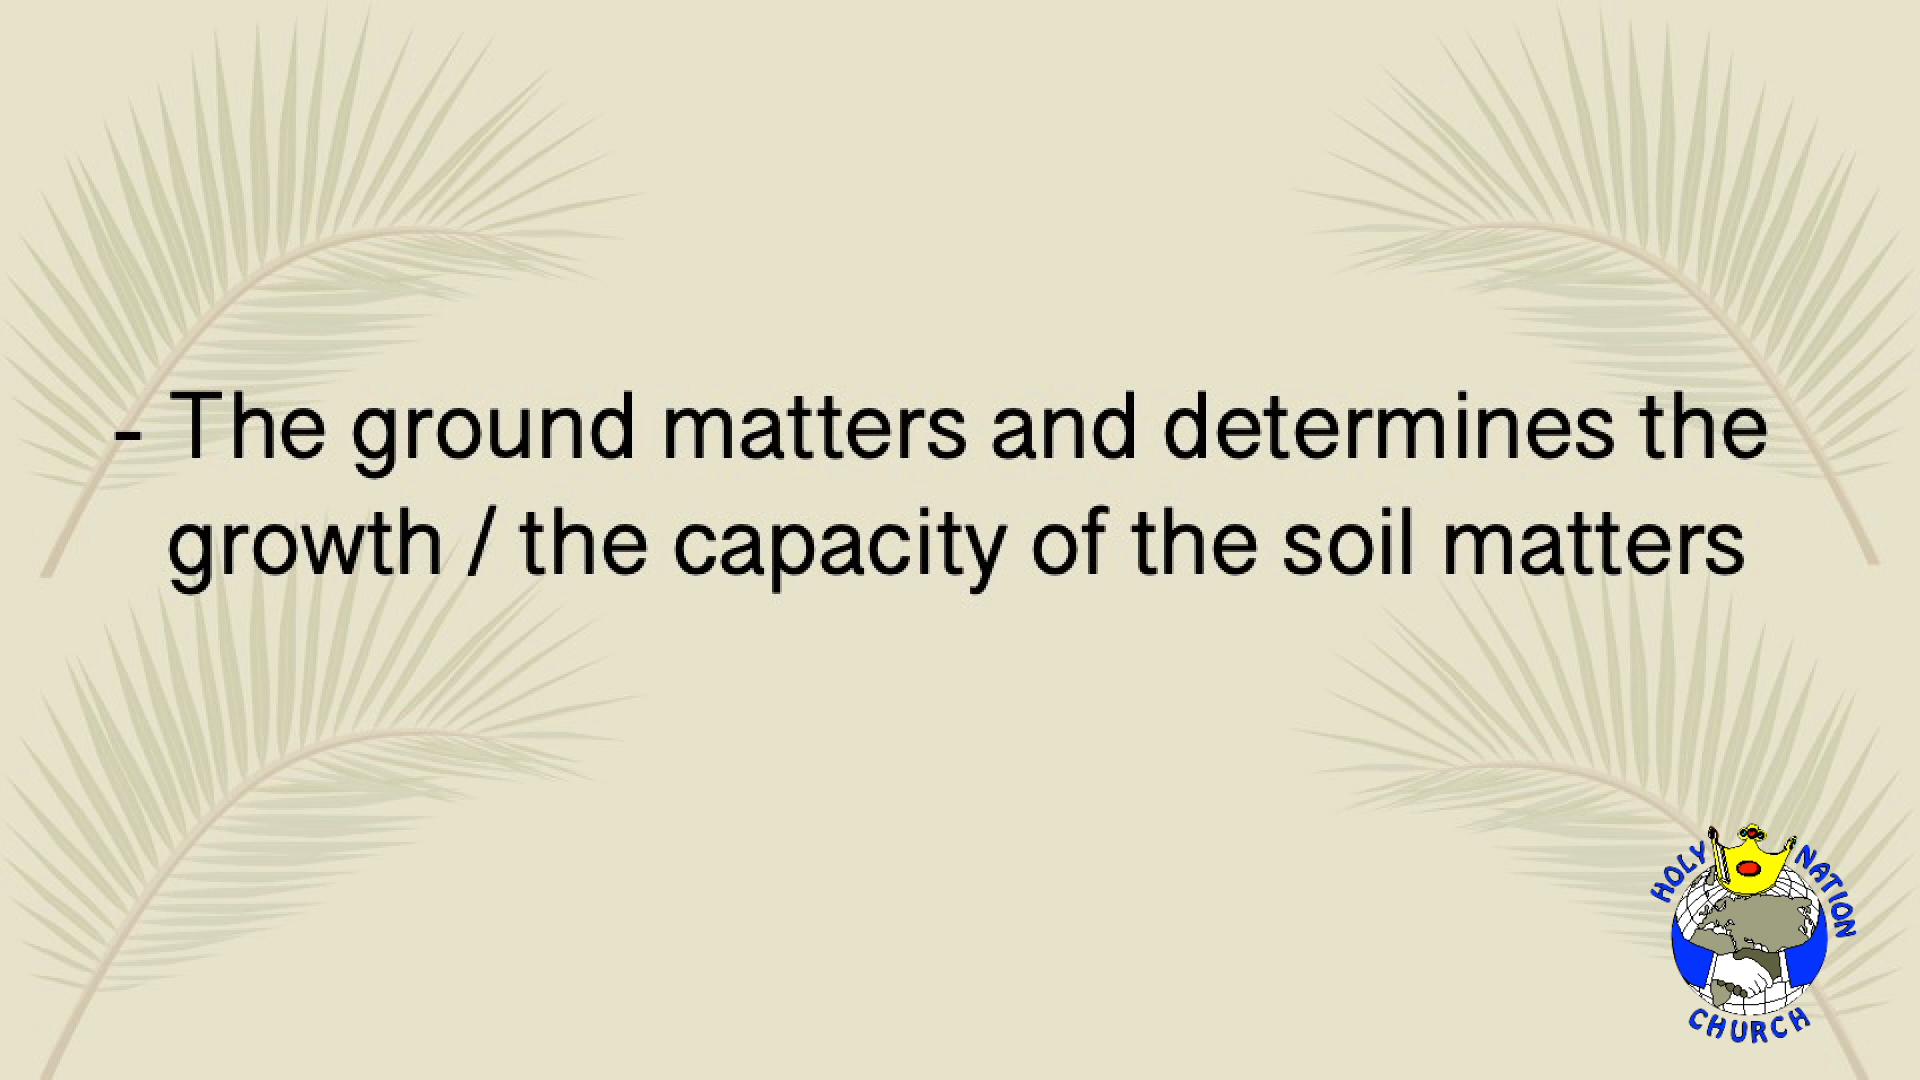 - The ground matters and determines the
growth / the capacity of the soil matters
HOLY NATION
CHURCH